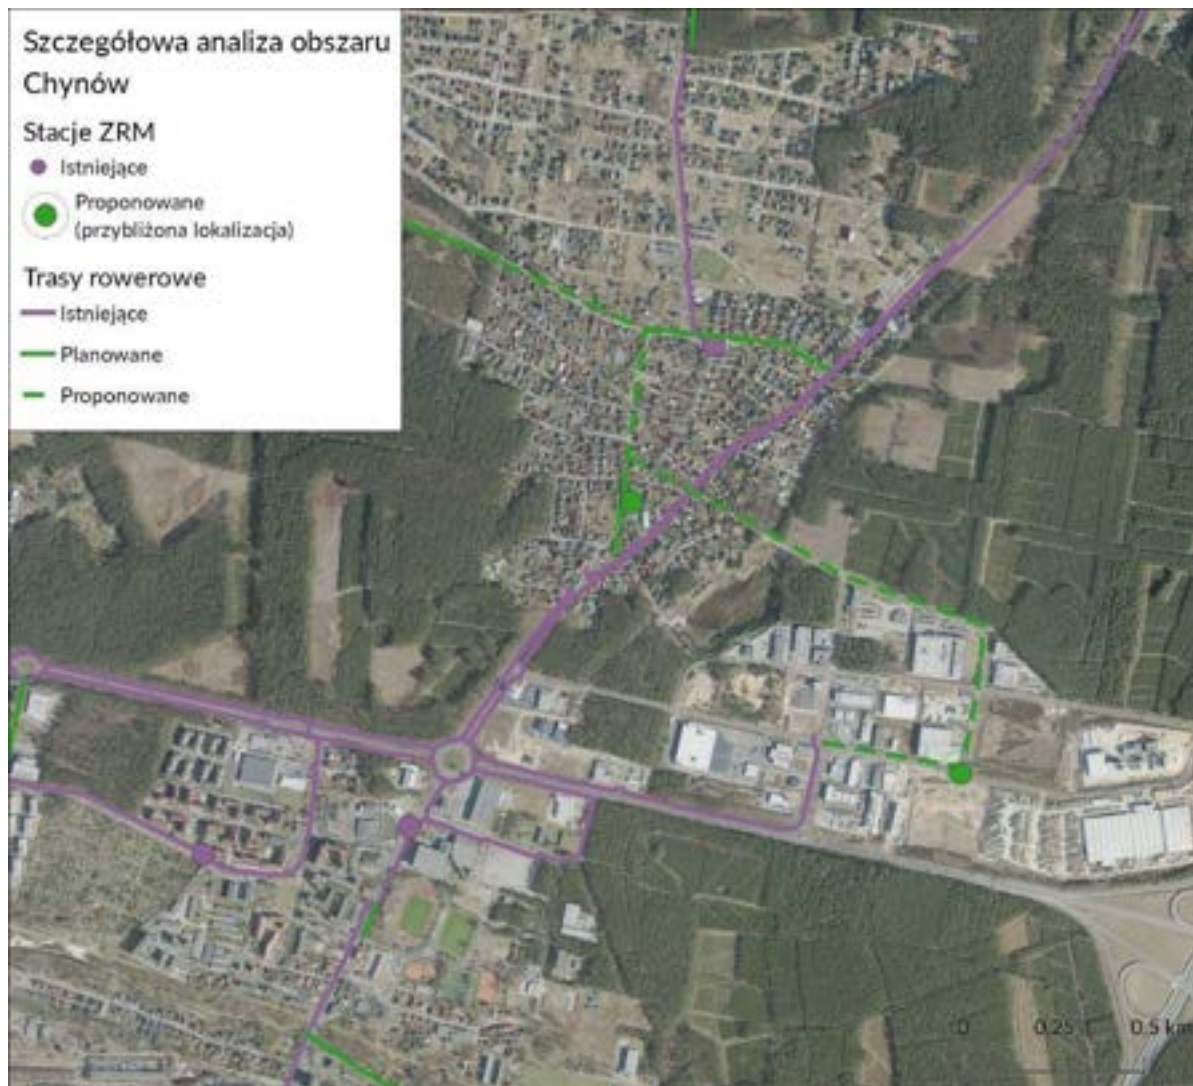 Szczegółowa analiza obszaru
Chynów
Stacje ZRM
Istniejące
Proponowane
(przybliżona lokalizacja)
Trasy rowerowe
Istniejące
Planowane
Proponowane
0 0.25 0.5 km